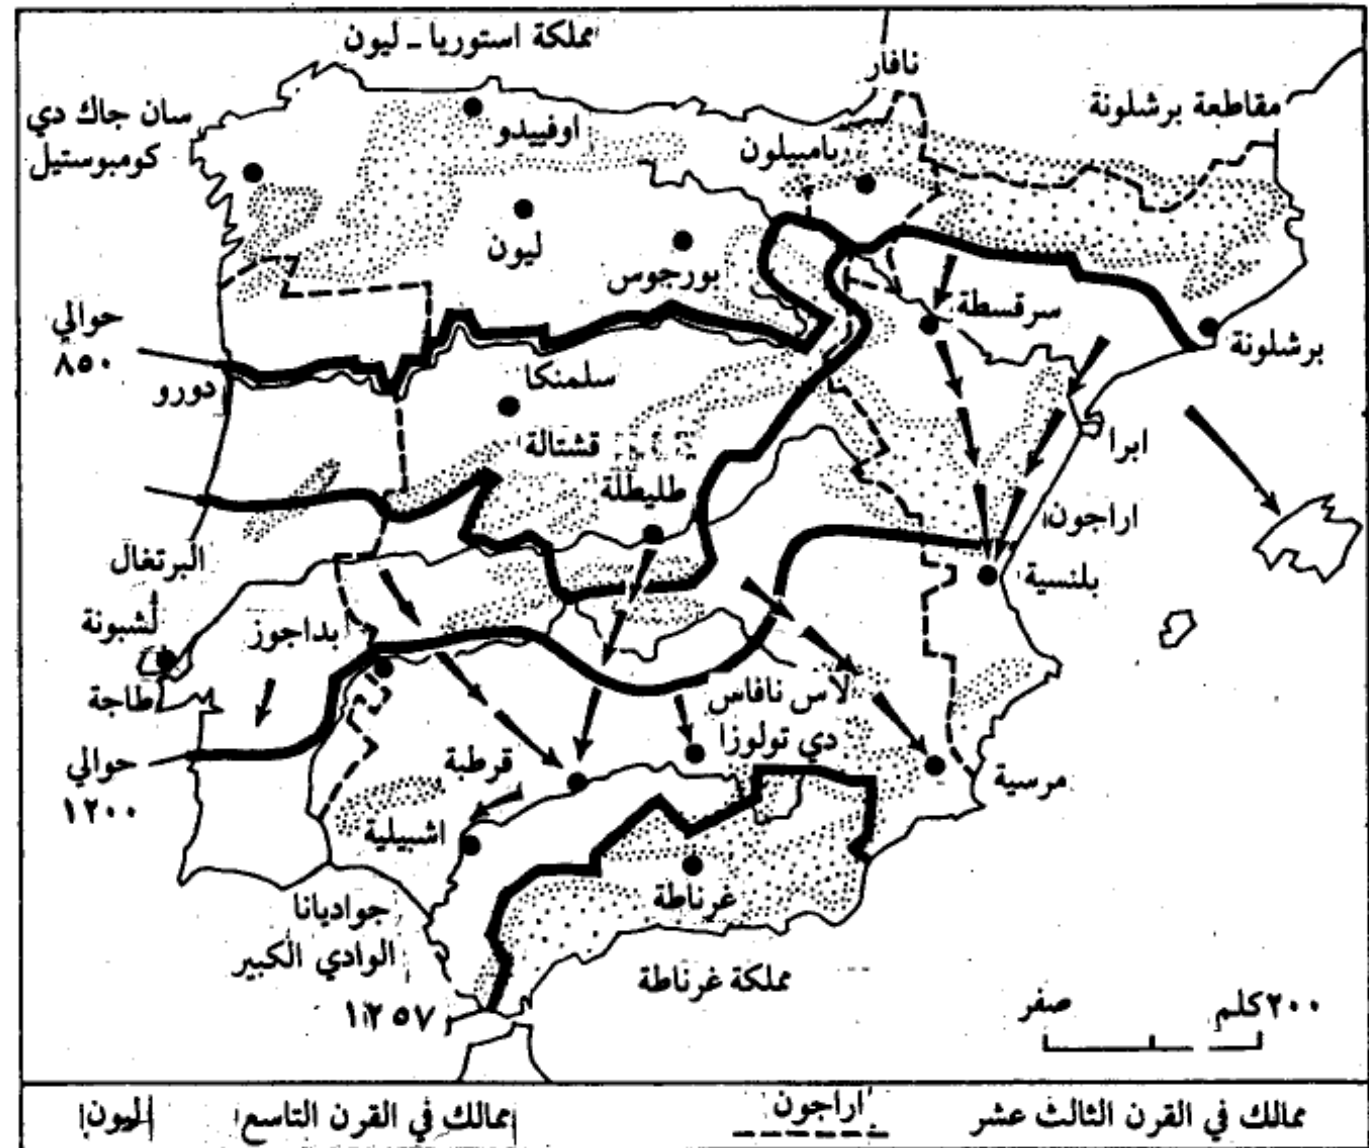 مملكة استوريا - ليون
نافار
مقاطعة برشلونة
سان جاك دي
كومبوستيل
اوفييدو
بامبيلون
ليون
بورجوس
سرقسطة
برشلونة
حوالي
٨٥٠
دورو
سلمنكا
قشتالة
طليطلة
ابرا
اراجون
بلنسية
البرتغال
لشبونة
طاجة
بداجوز
لاس نافاس
دي تولوزا
حوالي
١٢٠٠
قرطبة
مرسية
اشبيلية
غرناطة
جواديانا
الوادي الكبير
١٢٥٧
مملكة غرناطة
صفر
٢٠٠ كلم
ممالك في القرن الثالث عشر
اراجون
ممالك في القرن التاسع
ليون